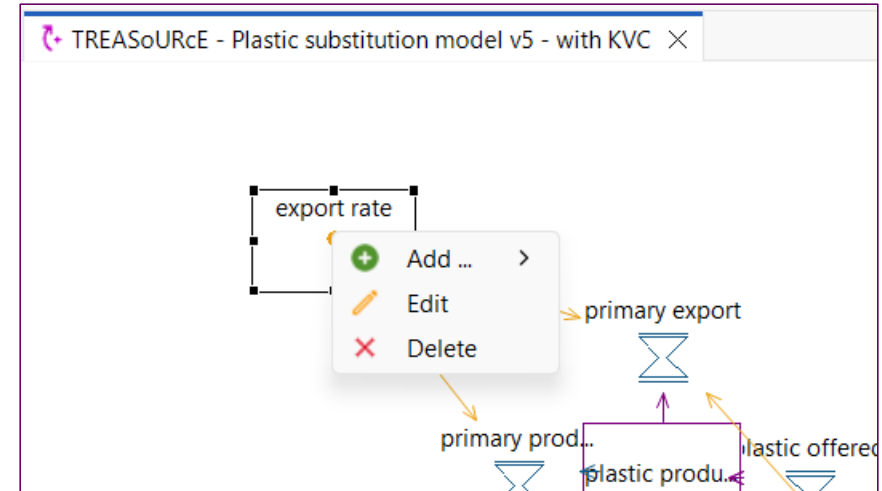 TREASoURcE - Plastic substitution model v5 - with KVC
export rate
Add ...
Edit
Delete
primary export
primary prod...
lastic offered
plastic produ...